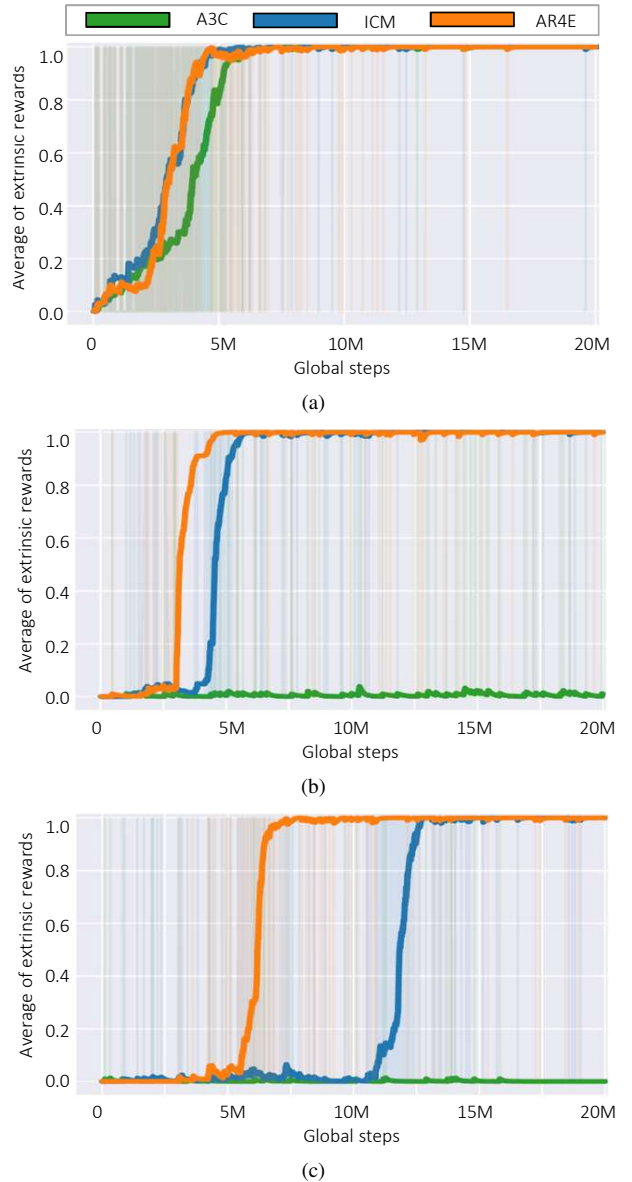 A3C ICM AR4E
Average of extrinsic rewards
1.0
0.8
0.6
0.4
0.2
0.0
0 5M 10M 15M 20M
Global steps
(a)
Average of extrinsic rewards
1.0
0.8
0.6
0.4
0.2
0.0
0 5M 10M 15M 20M
Global steps
(b)
Average of extrinsic rewards
1.0
0.8
0.6
0.4
0.2
0.0
0 5M 10M 15M 20M
Global steps
(c)